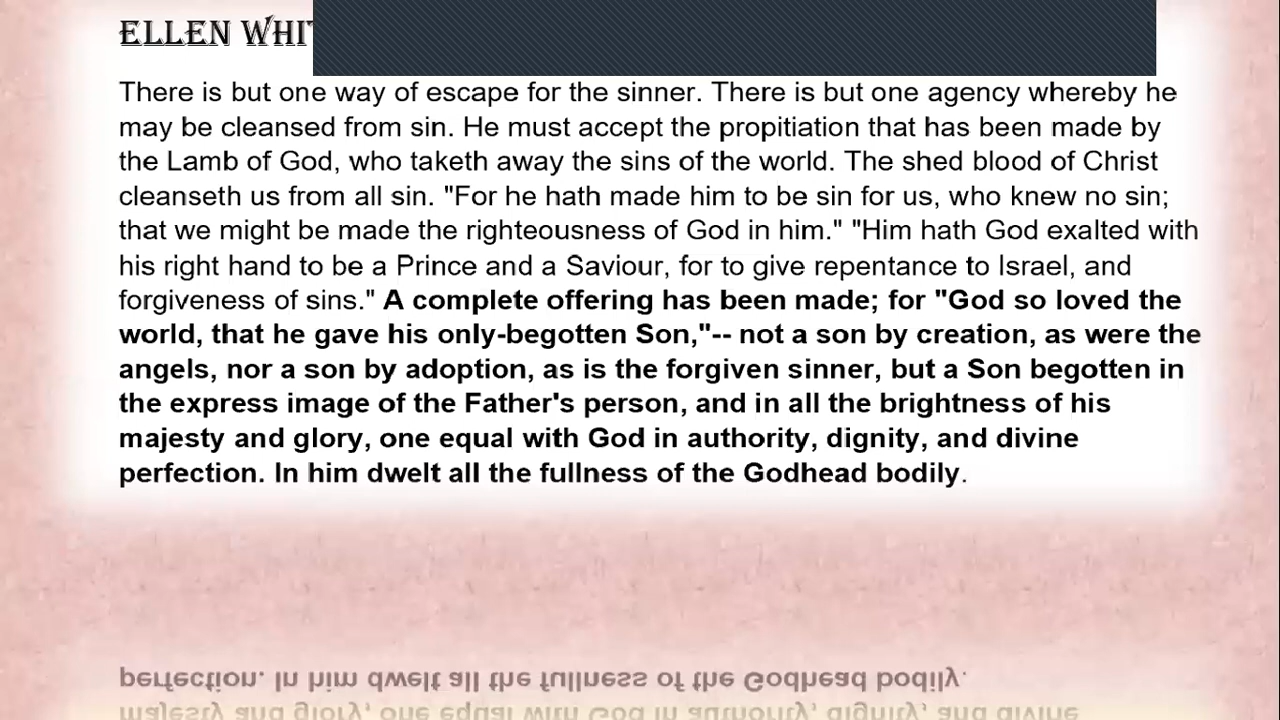 ELLEN
There is but one way of escape for the sinner. There is but one agency whereby he
may be cleansed from sin. He must accept the propitiation that has been made by
the Lamb of God, who taketh away the sins of the world. The shed blood of Christ
cleanseth us from all sin. "For he hath made him to be sin for us, who knew no sin;
that we might be made the righteousness of God in him." "Him hath God exalted with
his right hand to be a Prince and a Saviour, for to give repentance to Israel, and
forgiveness of sins." A complete offering has been made; for "God so loved the
world, that he gave his only-begotten Son,"-- not a son by creation, as were the
angels, nor a son by adoption, as is the forgiven sinner, but a Son begotten in
the express image of the Father's person, and in all the brightness of his
majesty and glory, one equal with God in authority, dignity, and divine
perfection. In him dwelt all the fullness of the Godhead bodily.